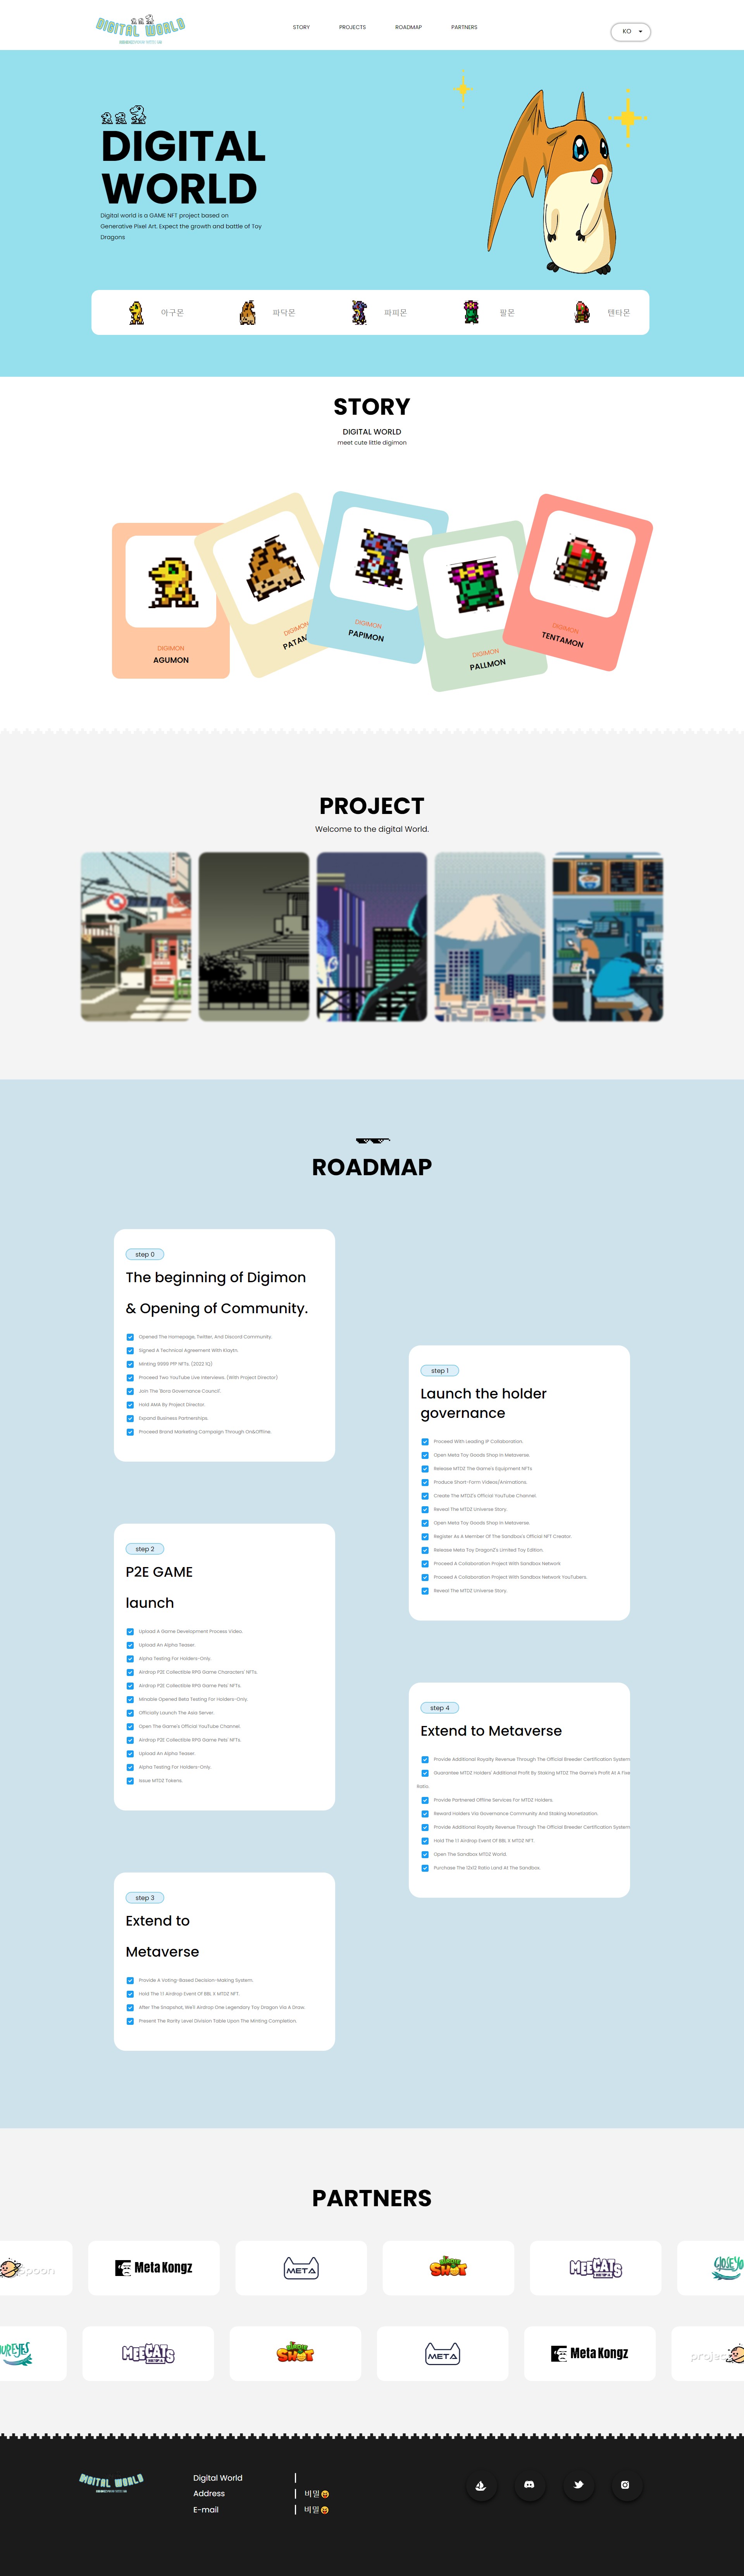 DIGITAL WORLD
STORY
PROJECTS
ROADMAP
PARTNERS
KO
DIGITAL
WORLD
Digital world is a GAME NFT project based on
Generative Pixel Art. Expect the growth and battle of Toy
Dragons
아구몬
파닥몬
파피몬
팔몬
텐타몬
STORY
DIGITAL WORLD
meet cute little digimon
DIGIMON
AGUMON
DIGIMON
PATAM
DIGIMON
PAPIMON
DIGIMON
PALLMON
DIGIMON
TENTAMON
PROJECT
Welcome to the digital World.
ROADMAP
step 0
The beginning of Digimon
& Opening of Community.
Opened The Homepage, Twitter, And Discord Community.
Signed A Technical Agreement With Klaytn.
Minting 9999 PFP NFTs. (2022 1Q)
Proceed Two YouTube Live Interviews. (With Project Director)
Join The 'Bora Governance Council'.
Hold AMA By Project Director.
Expand Business Partnerships.
Proceed Brand Marketing Campaign Through On&Offline.
step 1
Launch the holder
governance
Proceed With Leading IP Collaboration.
Open Meta Toy Goods Shop In Metaverse.
Release MTDZ The Game's Equipment NFTs
Produce Short-Form Videos/Animations.
Create The MTDZ's Official YouTube Channel.
Reveal The MTDZ Universe Story.
Open Meta Toy Goods Shop In Metaverse.
Register As A Member Of The Sandbox's Official NFT Creator.
Release Meta Toy DragonZ's Limited Toy Edition.
Proceed A Collaboration Project With Sandbox Network
Proceed A Collaboration Project With Sandbox Network YouTubers.
Reveal The MTDZ Universe Story.
step 2
P2E GAME
launch
Upload A Game Development Process Video.
Upload An Alpha Teaser.
Alpha Testing For Holders-Only.
Airdrop P2E Collectible RPG Game Characters' NFTs.
Airdrop P2E Collectible RPG Game Pets' NFTs.
Minable Opened Beta Testing For Holders-Only.
Officially Launch The Asia Server.
Open The Game's Official YouTube Channel.
Airdrop P2E Collectible RPG Game Pets' NFTs.
Upload An Alpha Teaser.
Alpha Testing For Holders-Only.
Issue MTDZ Tokens.
step 4
Extend to Metaverse
Provide Additional Royalty Revenue Through The Official Breeder Certification System
Guarantee MTDZ Holders' Additional Profit By Staking MTDZ The Game's Profit At A Five
Ratio.
Provide Partnered Offline Services For MTDZ Holders.
Reward Holders Via Governance Community And Staking Monetization.
Provide Additional Royalty Revenue Through The Official Breeder Certification System
Hold The 1:1 Airdrop Event Of BBL X MTDZ NFT.
Open The Sandbox MTDZ World.
Purchase The 12x12 Ratio Land At The Sandbox.
step 3
Extend to
Metaverse
Provide A Voting-Based Decision-Making System.
Hold The 1:1 Airdrop Event Of BBL X MTDZ NFT.
After The Snapshot, We'll Airdrop One Legendary Toy Dragon Via A Draw.
Present The Rarity Level Division Table Upon The Minting Completion.
PARTNERS
Spoon
Meta Kongz
META
SHOT
MEECATS
CLOSE YO
UR EYES
MEECATS
SHOT
META
Meta Kongz
project
DIGITAL WORLD
Digital World
Address
비밀😆
E-mail
비밀😆